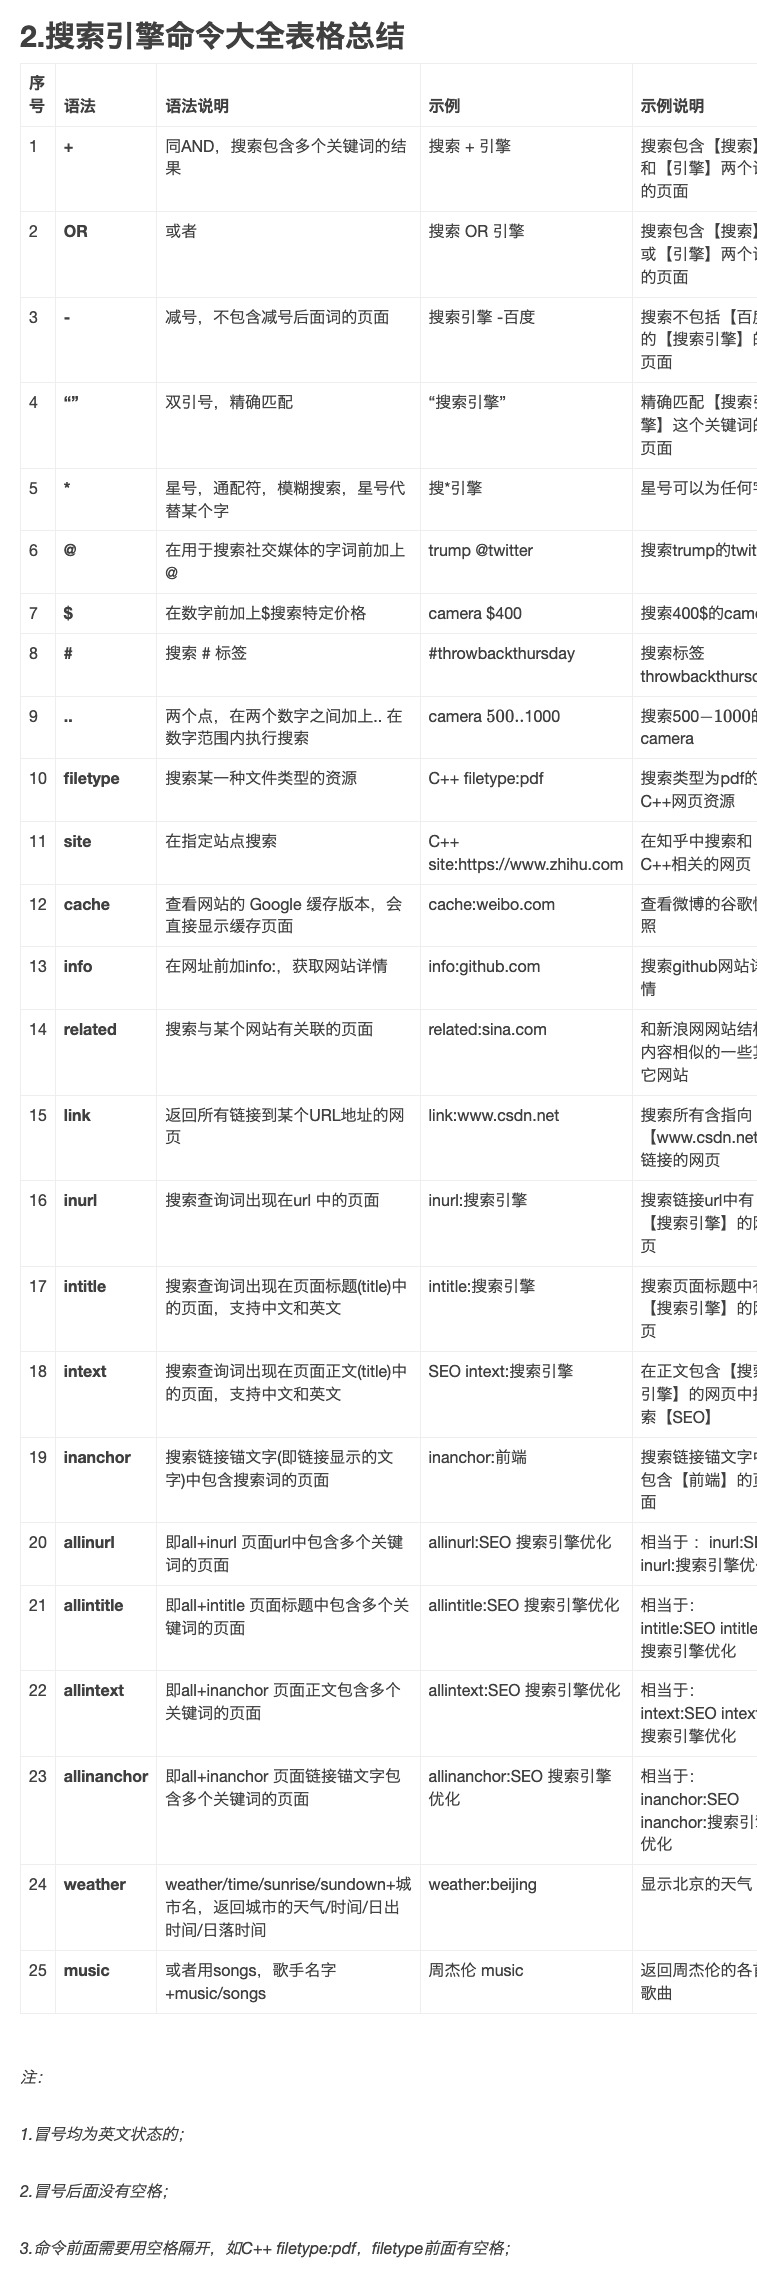 2.搜索引擎命令大全表格总结
序
号 语法 语法说明 示例 示例说明
1 + 同AND，搜索包含多个关键词的结 搜索 + 引擎 搜索包含【搜索】
果 和【引擎】两个
的页面
2 OR 或者 搜索 OR 引擎 搜索包含【搜索】
或【引擎】两个
的页面
3 - 减号，不包含减号后面词的页面 搜索引擎 -百度 搜索不包括【百
的【搜索引擎】
页面
4 “” 双引号，精确匹配 “搜索引擎” 精确匹配【搜索
擎】这个关键词
页面
5 * 星号，通配符，模糊搜索，星号代 搜*引擎 星号可以为任何
替某个字
6 @ 在用于搜索社交媒体的字词前加上 trump @twitter 搜索trump的twit
@
7 $ 在数字前加上$搜索特定价格 camera $400 搜索400$的came
8 # 搜索 # 标签 #throwbackthursday 搜索标签
throwbackthursd
9 .. 两个点，在两个数字之间加上.. 在 camera 500..1000 搜索500−1000的
数字范围内执行搜索 camera
10 filetype 搜索某一种文件类型的资源 C++ filetype:pdf 搜索类型为pdf的
C++网页资源
11 site 在指定站点搜索 C++ 在知乎中搜索和
site:https://www.zhihu.com C++相关的网页
12 cache 查看网站的 Google 缓存版本，会 cache:weibo.com 查看微博的谷歌
直接显示缓存页面 照
13 info 在网址前加info:，获取网站详情 info:github.com 搜索github网站
情
14 related 搜索与某个网站有关联的页面 related:sina.com 和新浪网网站结
内容相似的一些
它网站
15 link 返回所有链接到某个URL地址的网 link:www.csdn.net 搜索所有含指向
页 【www.csdn.net
链接的网页
16 inurl 搜索查询词出现在url 中的页面 inurl:搜索引擎 搜索链接url中有
【搜索引擎】的
页
17 intitle 搜索查询词出现在页面标题(title)中 intitle:搜索引擎 搜索页面标题中
的页面，支持中文和英文 【搜索引擎】的
页
18 intext 搜索查询词出现在页面正文(title)中 SEO intext:搜索引擎 在正文包含【搜
的页面，支持中文和英文 引擎】的网页中
索【SEO】
19 inanchor 搜索链接锚文字(即链接显示的文 inanchor:前端 搜索链接锚文字
字)中包含搜索词的页面 包含【前端】的
面
20 allinurl 即all+inurl 页面url中包含多个关键 allinurl:SEO 搜索引擎优化 相当于 ：inurl:SE
词的页面 inurl:搜索引擎优
21 allintitle 即all+intitle 页面标题中包含多个关 allintitle:SEO 搜索引擎优化 相当于：
键词的页面 intitle:SEO intitle
搜索引擎优化
22 allintext 即all+inanchor 页面正文包含多个 allintext:SEO 搜索引擎优化 相当于：
关键词的页面 intext:SEO intex
搜索引擎优化
23 allinanchor 即all+inanchor 页面链接锚文字包 allinanchor:SEO 搜索引擎 相当于：
含多个关键词的页面 优化 inanchor:SEO
inanchor:搜索引
优化
24 weather weather/time/sunrise/sundown+城 weather:beijing 显示北京的天气
市名，返回城市的天气/时间/日出
时间/日落时间
25 music 或者用songs，歌手名字 周杰伦 music 返回周杰伦的各
+music/songs 歌曲
注：
1.冒号均为英文状态的；
2.冒号后面没有空格；
3.命令前面需要用空格隔开，如C++ filetype:pdf，filetype前面有空格；